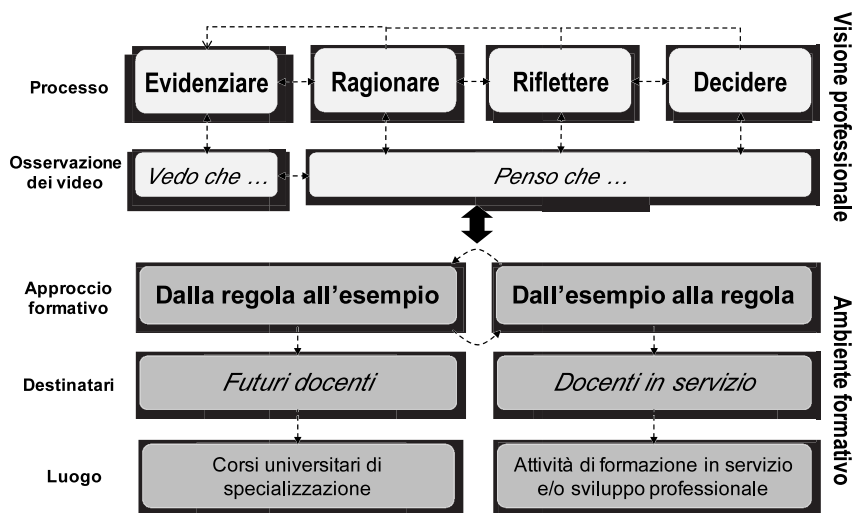 Processo
Evidenziare
Ragionare
Riflettere
Decidere
Visione professionale
Osservazione
dei video
Vedo che …
Penso che …
Approccio
formativo
Dalla regola all'esempio
Dall'esempio alla regola
Ambiente formativo
Destinatari
Futuri docenti
Docenti in servizio
Luogo
Corsi universitari di
specializzazione
Attività di formazione in servizio
e/o sviluppo professionale